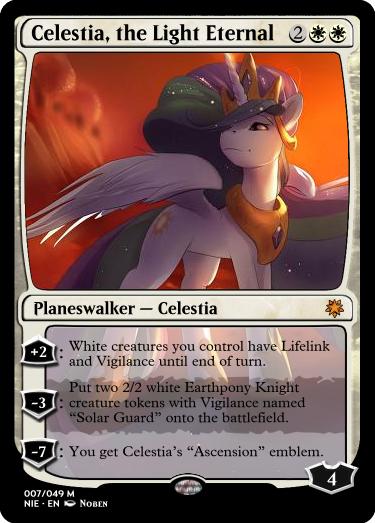 Celestia, the Light Eternal 2
Planeswalker — Celestia
+2: White creatures you control have Lifelink
and Vigilance until end of turn.
-3: Put two 2/2 white Earthpony Knight
creature tokens with Vigilance named
“Solar Guard” onto the battlefield.
-7: You get Celestia’s “Ascension” emblem.
4
007/049 M
NIE • EN Noben